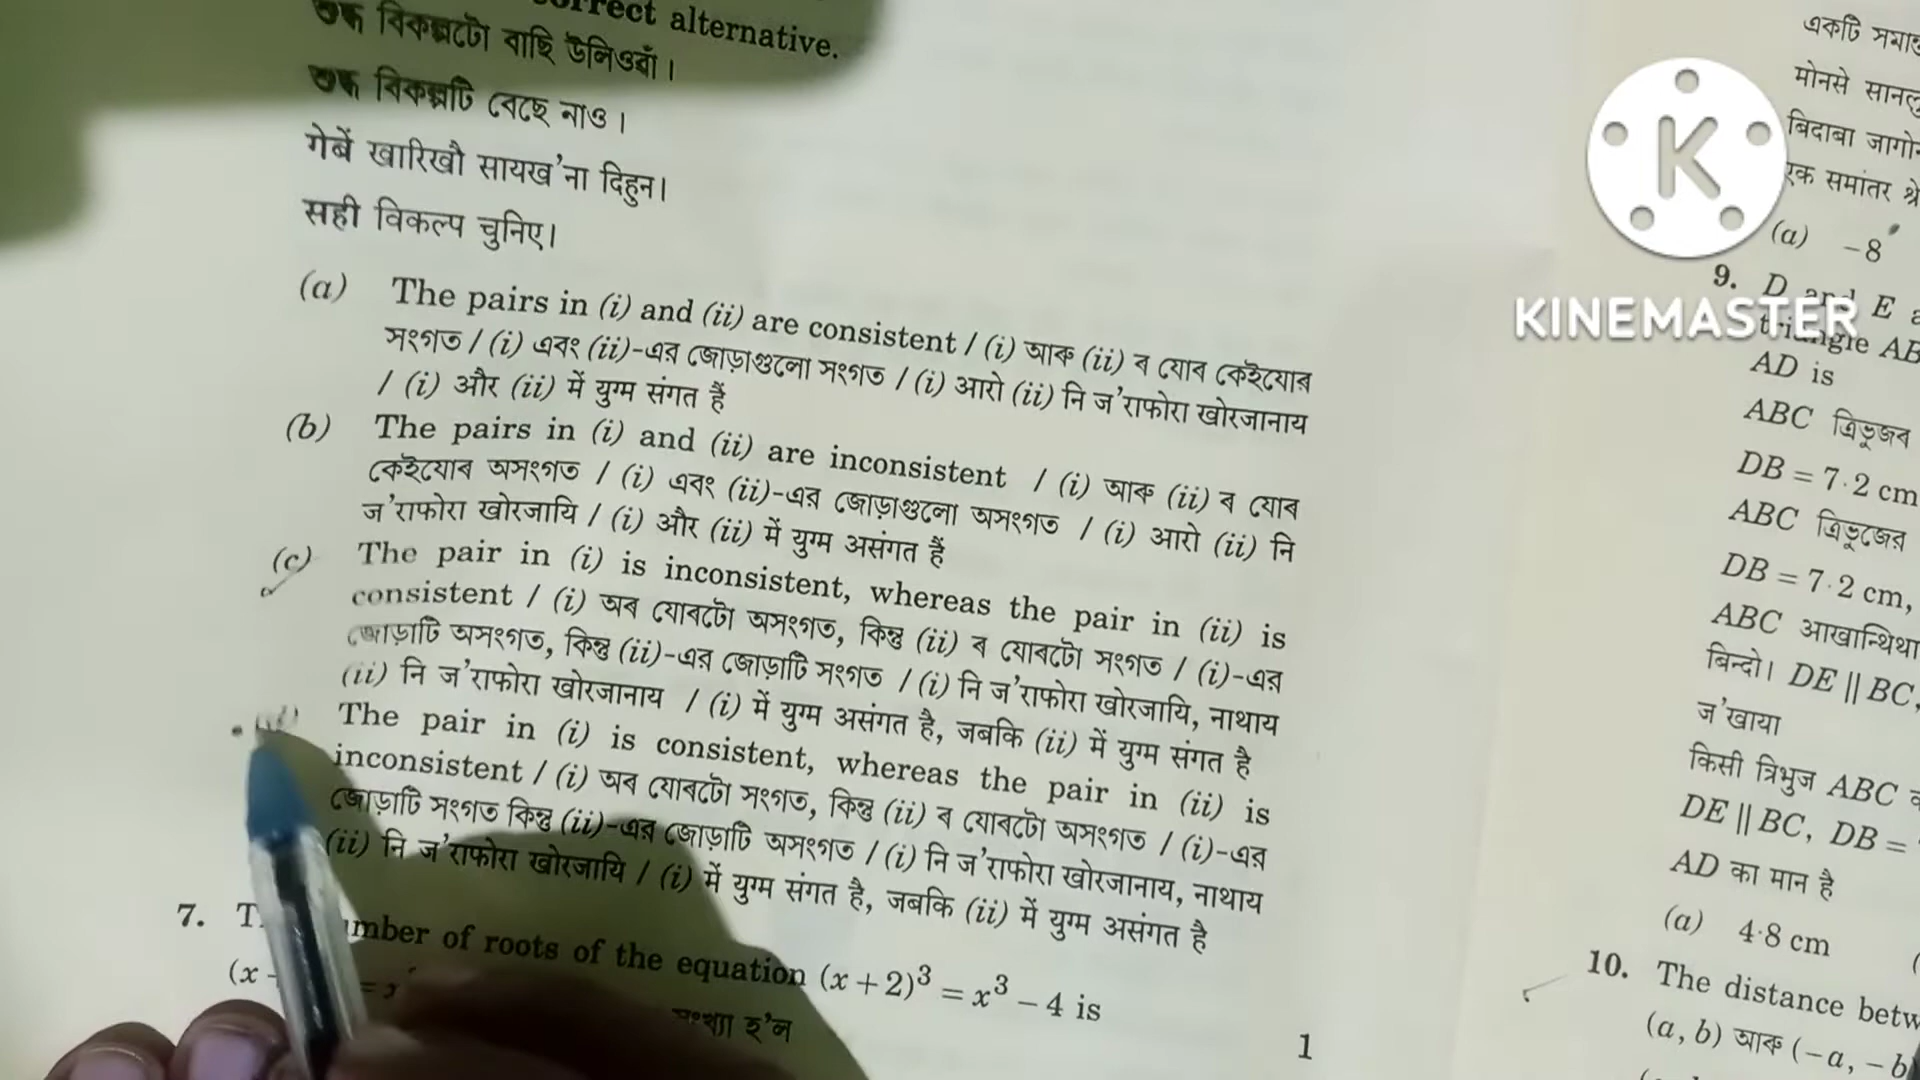 correct alternative.
শুদ্ধ বিকল্পটো বাছি উলিওৱাঁ।
শুদ্ধ বিকল্পটি বেছে নাও।
गेबें खारिखौ सायख'ना दिहुन।
सही विकल्प चुनिए।
(a) The pairs in (i) and (ii) are consistent / (i) আৰু (ii) ৰ যোৰ কেইযোৰ
সংগত / (i) এবং (ii)-এর জোড়াগুলো সংগত / (i) आरो (ii) नि ज'राफोरा खोरजानाय
/ (i) और (ii) में युग्म संगत हैं
(b) The pairs in (i) and (ii) are inconsistent / (i) আৰু (ii) ৰ যোৰ
কেইযোৰ অসংগত / (i) এবং (ii)-এর জোড়াগুলো অসংগত / (i) आरो (ii) नि
ज'राफोरा खोरजायि / (i) और (ii) में युग्म असंगत हैं
(c) The pair in (i) is inconsistent, whereas the pair in (ii) is
consistent / (i) অৰ যোৰটো অসংগত, কিন্তু (ii) ৰ যোৰটো সংগত / (i)-এর
জোড়াটি অসংগত, কিন্তু (ii)-এর জোড়াটি সংগত / (i) नि ज'राफोरा खोरजायि, नाथाय
(ii) नि ज'राफोरा खोरजानाय / (i) में युग्म असंगत है, जबकि (ii) में युग्म संगत है
The pair in (i) is consistent, whereas the pair in (ii) is
inconsistent / (i) অৰ যোৰটো সংগত, কিন্তু (ii) ৰ যোৰটো অসংগত / (i)-এর
জোড়াটি সংগত কিন্তু (ii)-এর জোড়াটি অসংগত / (i) नि ज'राफोरा खोरजानाय, नाथाय
(ii) नि ज'राफोरा खोरजायि / (i) में युग्म संगत है, जबकि (ii) में युग्म असंगत है
7. of roots of the equation (x + 2)³ = x³ − 4 is
(x
হ'ল
1
একটি
मोनसे
बिदाबा
एक समांतर
(a) −8
9. D and E
triangle
AD is
ABC ত্রিভূজৰ
DB = 7·2 cm
ABC ত্রিভূজের
DB = 7·2 cm,
ABC आखान्थिथा
बिन्दो। DE || BC,
ज'खाया
किसी त्रिभुज ABC
DE || BC, DB =
AD का मान है
(a) 4·8 cm
10. The distance
(a, b) আৰু (−a, −b
KINEMASTER